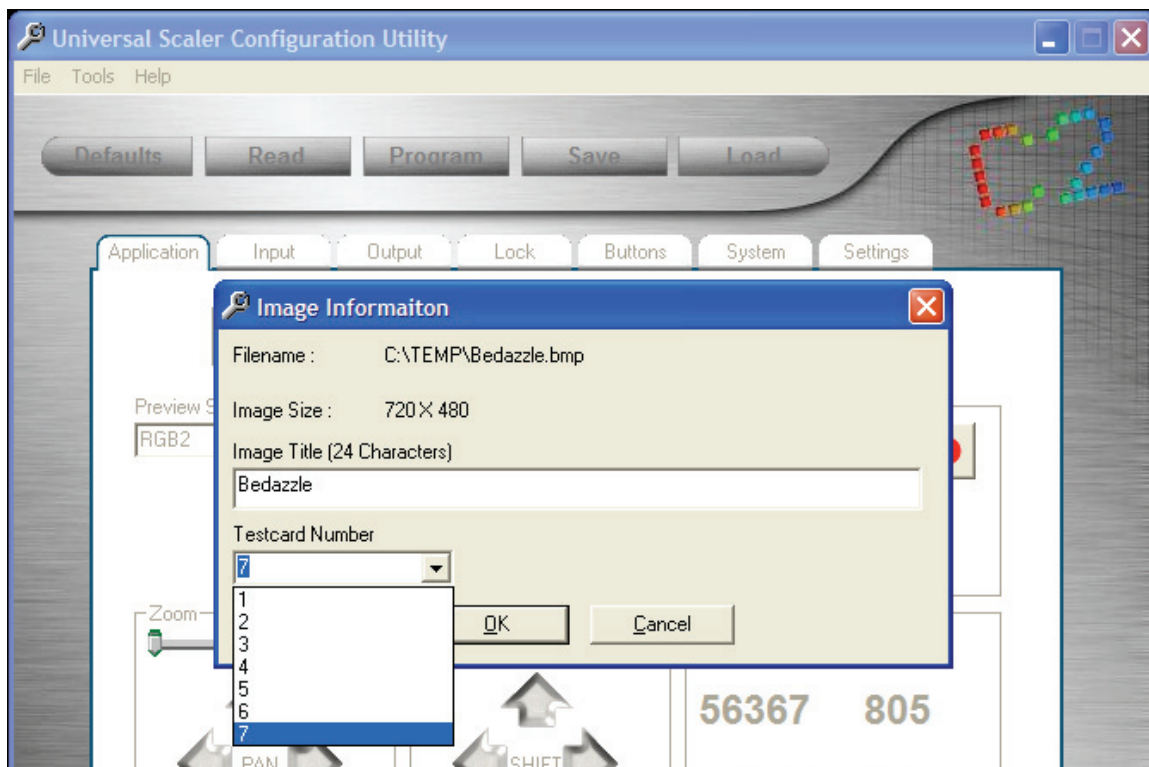 Universal Scaler Configuration Utility
File Tools Help
Defaults Read Program Save Load
C2
Application Input Output Lock Buttons System Settings
Image Informaiton
Filename : C:\TEMP\Bedazzle.bmp
Preview S
Image Size : 720 X 480
RGB2
Image Title (24 Characters)
Bedazzle
Testcard Number
7
1
2
3
4
5
6
7
Zoom
OK Cancel
56367 805
PAN SHIFT